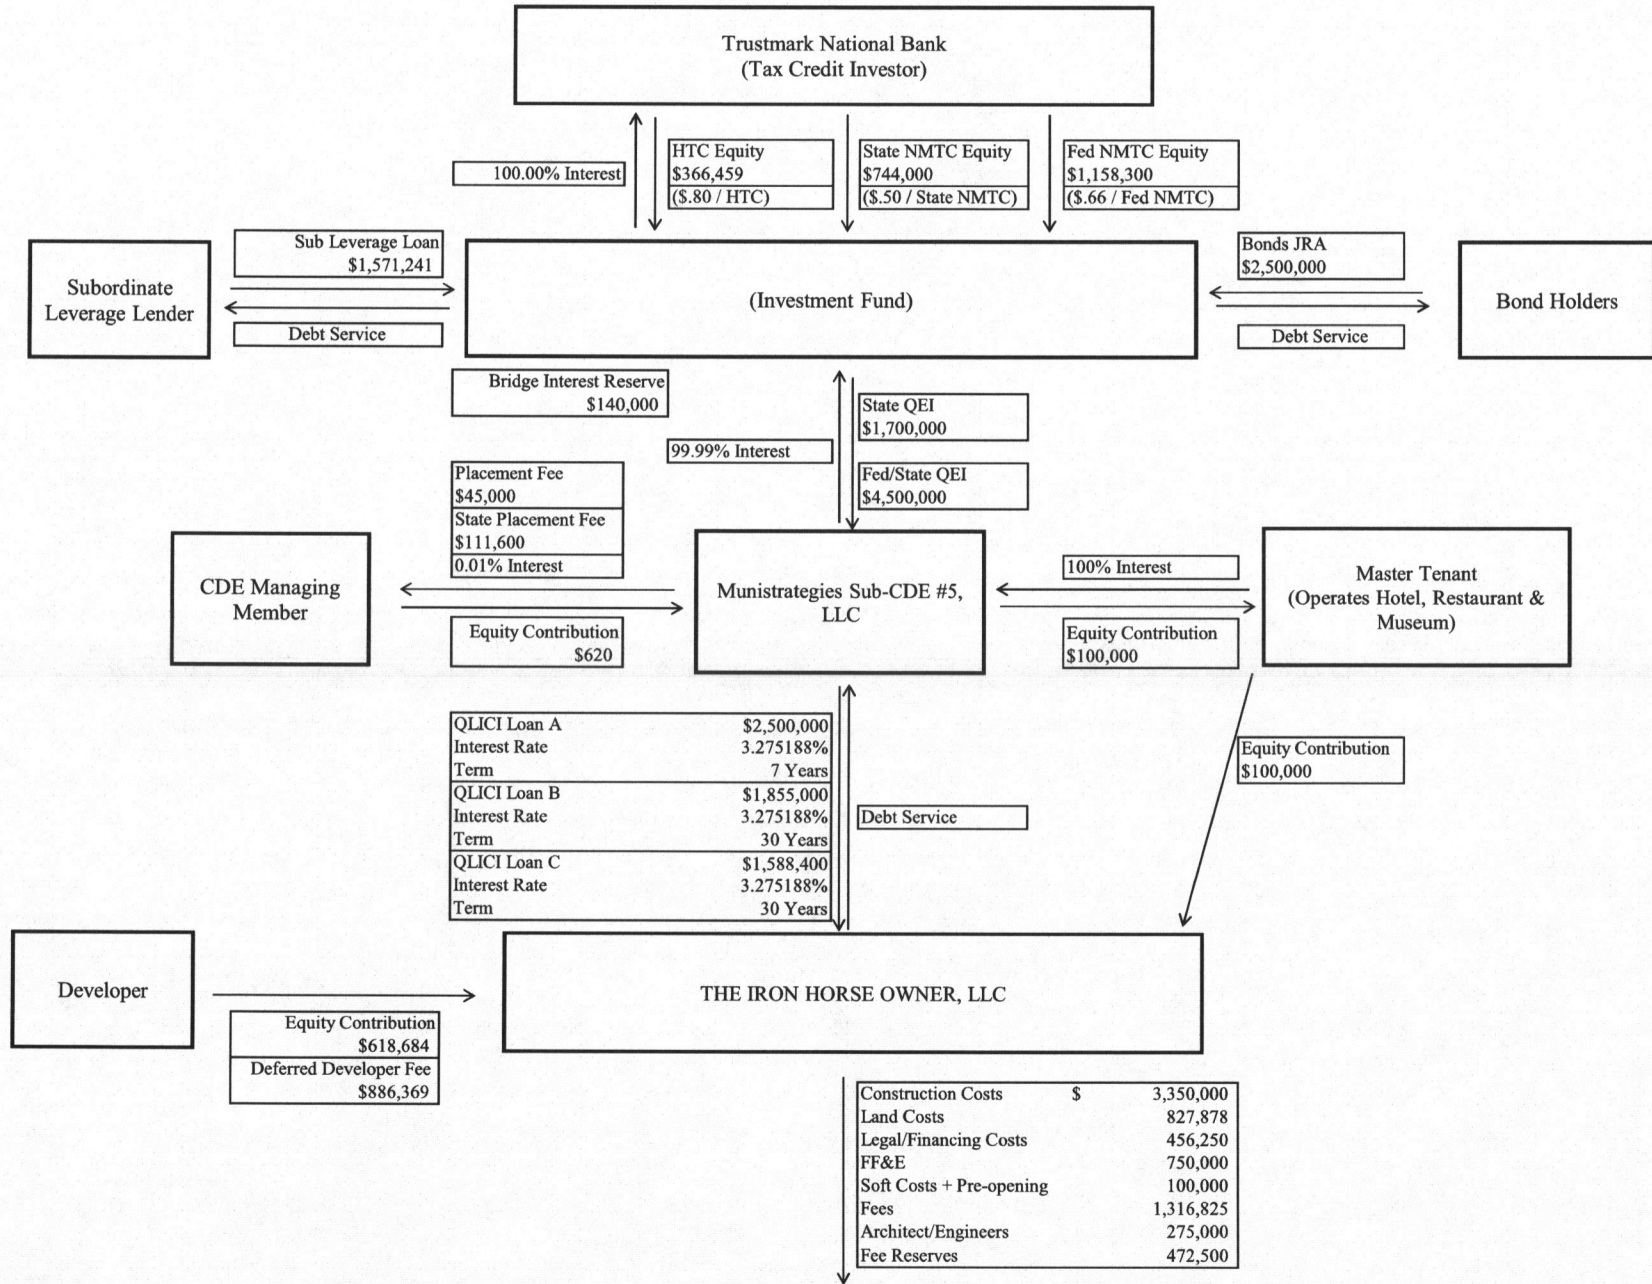 Trustmark National Bank
(Tax Credit Investor)
100.00% Interest
HTC Equity
$366,459
($.80 / HTC)
State NMTC Equity
$744,000
($.50 / State NMTC)
Fed NMTC Equity
$1,158,300
($.66 / Fed NMTC)
Subordinate
Leverage Lender
Sub Leverage Loan
$1,571,241
Debt Service
(Investment Fund)
Bonds JRA
$2,500,000
Debt Service
Bond Holders
Bridge Interest Reserve
$140,000
99.99% Interest
State QEI
$1,700,000
Fed/State QEI
$4,500,000
CDE Managing
Member
Placement Fee
$45,000
State Placement Fee
$111,600
0.01% Interest
Equity Contribution
$620
Munistrategies Sub-CDE #5,
LLC
100% Interest
Equity Contribution
$100,000
Master Tenant
(Operates Hotel, Restaurant &
Museum)
QLICI Loan A $2,500,000
Interest Rate 3.275188%
Term 7 Years
QLICI Loan B $1,855,000
Interest Rate 3.275188%
Term 30 Years
QLICI Loan C $1,588,400
Interest Rate 3.275188%
Term 30 Years
Debt Service
Equity Contribution
$100,000
Developer
Equity Contribution
$618,684
Deferred Developer Fee
$886,369
THE IRON HORSE OWNER, LLC
Construction Costs $ 3,350,000
Land Costs 827,878
Legal/Financing Costs 456,250
FF&E 750,000
Soft Costs + Pre-opening 100,000
Fees 1,316,825
Architect/Engineers 275,000
Fee Reserves 472,500